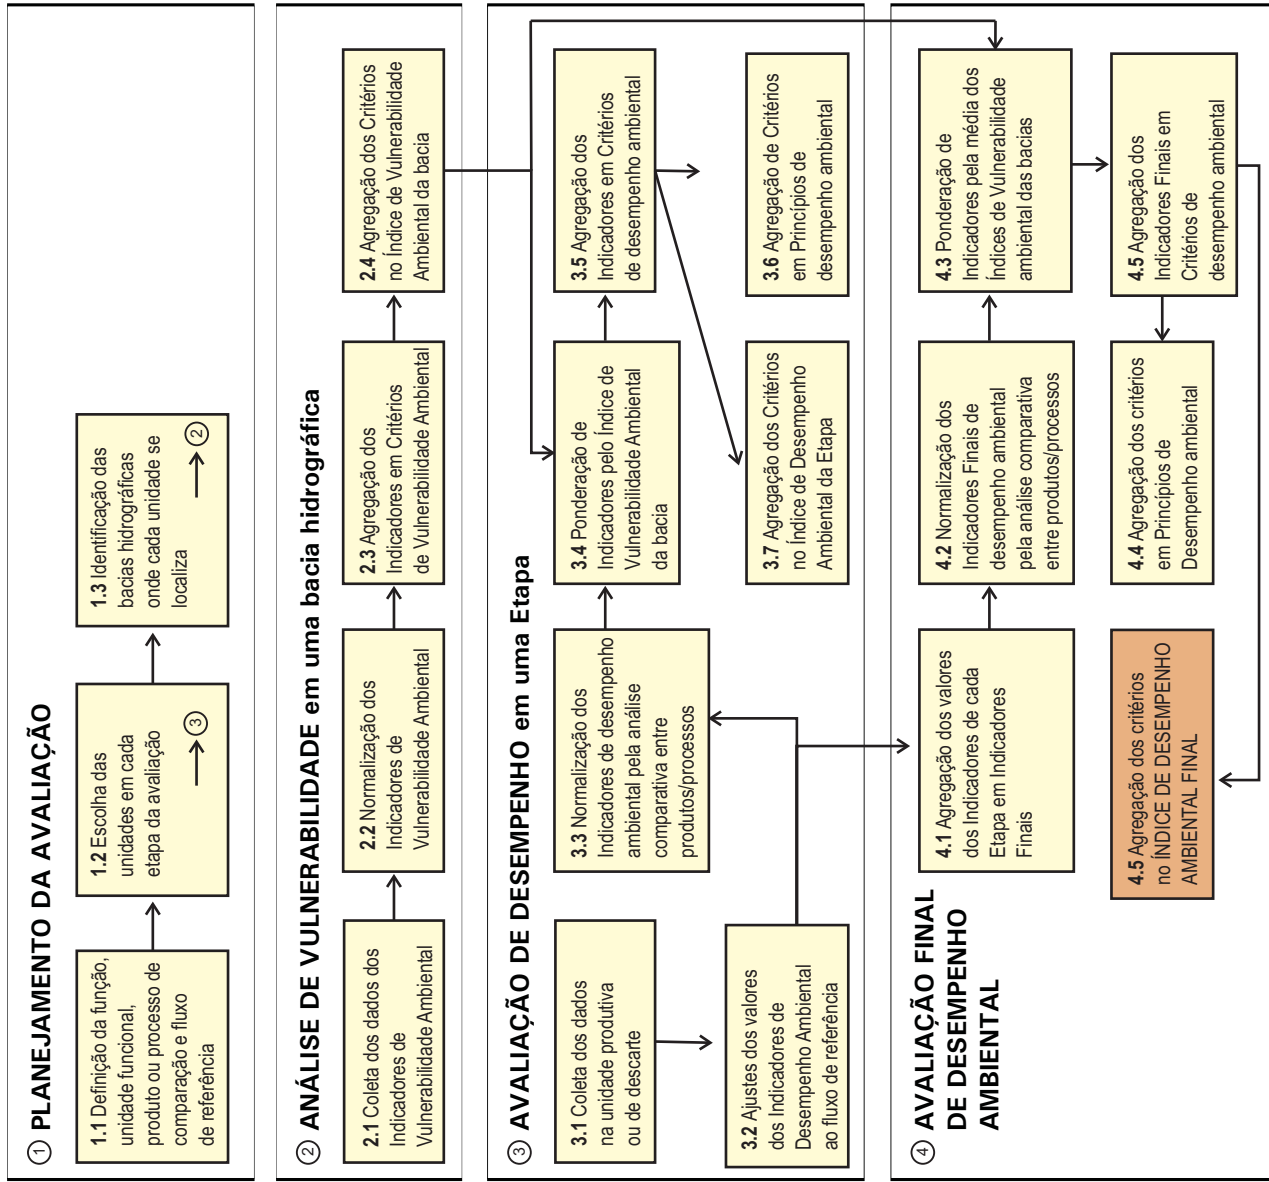 ① PLANEJAMENTO DA AVALIAÇÃO
1.1 Definição da função,
unidade funcional,
produto ou processo de
comparação e fluxo
de referência
1.2 Escolha das
unidades em cada
etapa da avaliação
③
1.3 Identificação das
bacias hidrográficas
onde cada unidade se
localiza
②
② ANÁLISE DE VULNERABILIDADE em uma bacia hidrográfica
2.1 Coleta dos dados dos
Indicadores de
Vulnerabilidade Ambiental
2.2 Normalização dos
Indicadores de
Vulnerabilidade Ambiental
2.3 Agregação dos
Indicadores em Critérios
de Vulnerabilidade Ambiental
2.4 Agregação dos Critérios
no Índice de Vulnerabilidade
Ambiental da bacia
③ AVALIAÇÃO DE DESEMPENHO em uma Etapa
3.1 Coleta dos dados
na unidade produtiva
ou de descarte
3.2 Ajustes dos valores
dos Indicadores de
Desempenho Ambiental
ao fluxo de referência
3.3 Normalização dos
Indicadores de desempenho
ambiental pela análise
comparativa entre
produtos/processos
3.4 Ponderação de
Indicadores pelo Índice de
Vulnerabilidade Ambiental
da bacia
3.5 Agregação dos
Indicadores em Critérios
de desempenho ambiental
3.7 Agregação dos Critérios
no Índice de Desempenho
Ambiental da Etapa
3.6 Agregação de Critérios
em Princípios de
desempenho ambiental
④ AVALIAÇÃO FINAL
DE DESEMPENHO
AMBIENTAL
4.1 Agregação dos valores
dos Indicadores de cada
Etapa em Indicadores
Finais
4.2 Normalização dos
Indicadores Finais de
desempenho ambiental
pela análise comparativa
entre produtos/processos
4.3 Ponderação de
Indicadores pela média dos
Índices de Vulnerabilidade
ambiental das bacias
4.5 Agregação dos critérios
no ÍNDICE DE DESEMPENHO
AMBIENTAL FINAL
4.4 Agregação dos critérios
em Princípios de
Desempenho ambiental
4.5 Agregação dos
Indicadores Finais em
Critérios de
desempenho ambiental